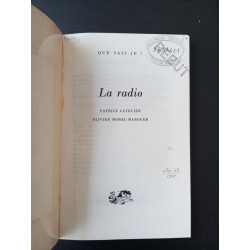 QUE SAIS-JE ?
La radio
PATRICE CAVELIER
OLIVIER MOREL-MAROGER